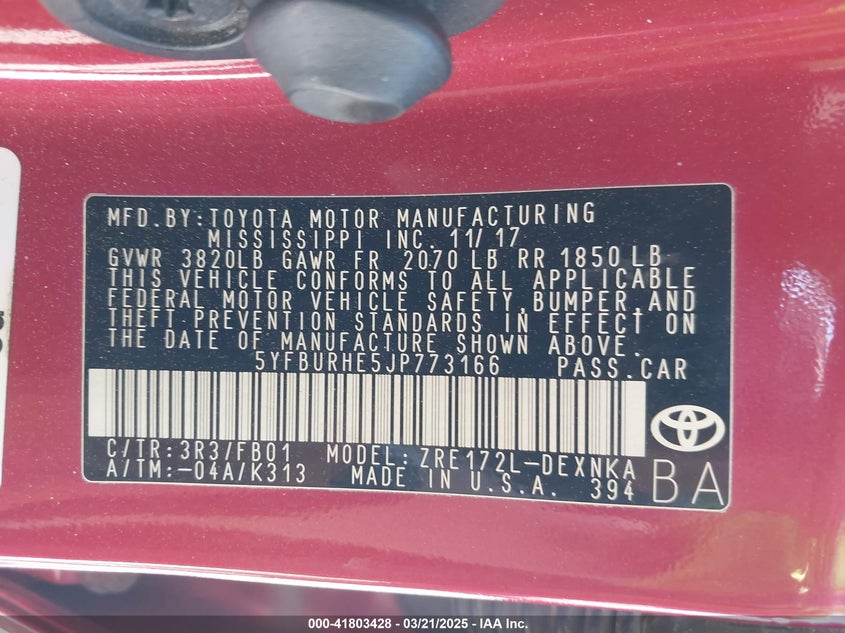 MFD.BY:TOYOTA MOTOR MANUFACTURING
MISSISSIPPI INC. 11/17
GVWR 3820LB GAWR FR 2070 LB RR 1850 LB
THIS VEHICLE CONFORMS TO ALL APPLICABLE
FEDERAL MOTOR VEHICLE SAFETY,BUMPER,AND
THEFT PREVENTION STANDARDS IN EFFECT ON
THE DATE OF MANUFACTURE SHOWN ABOVE.
5YFBURHE5JP773166 PASS.CAR
C/TR:3R3/FB01 MODEL:ZRE172L-DEXNKA
A/TM:-04A/K313 MADE IN U.S.A. 394
BA
000-41803428 - 03/21/2025 - IAA Inc.